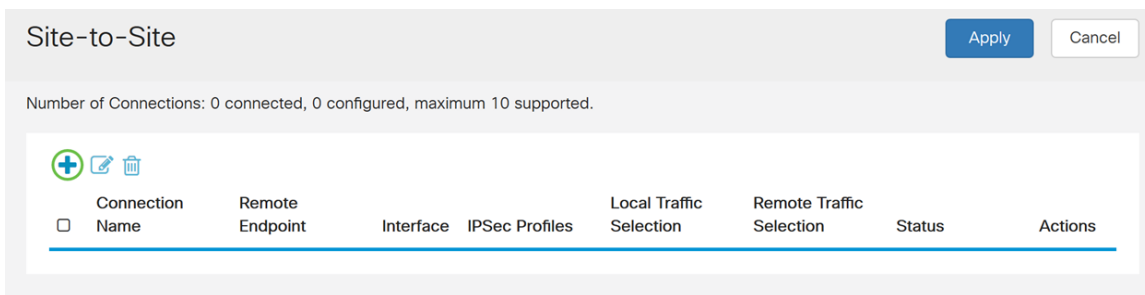 Site-to-Site
Apply
Cancel
Number of Connections: 0 connected, 0 configured, maximum 10 supported.
Connection Name
Remote Endpoint
Interface
IPSec Profiles
Local Traffic Selection
Remote Traffic Selection
Status
Actions